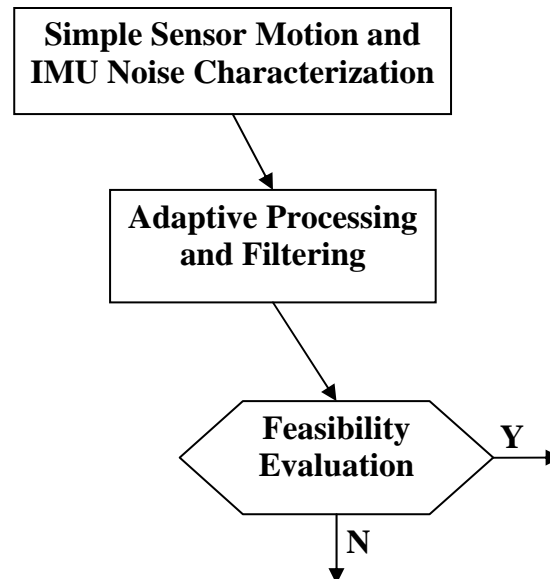 Simple Sensor Motion and
IMU Noise Characterization
Adaptive Processing
and Filtering
Feasibility
Evaluation
Y
N